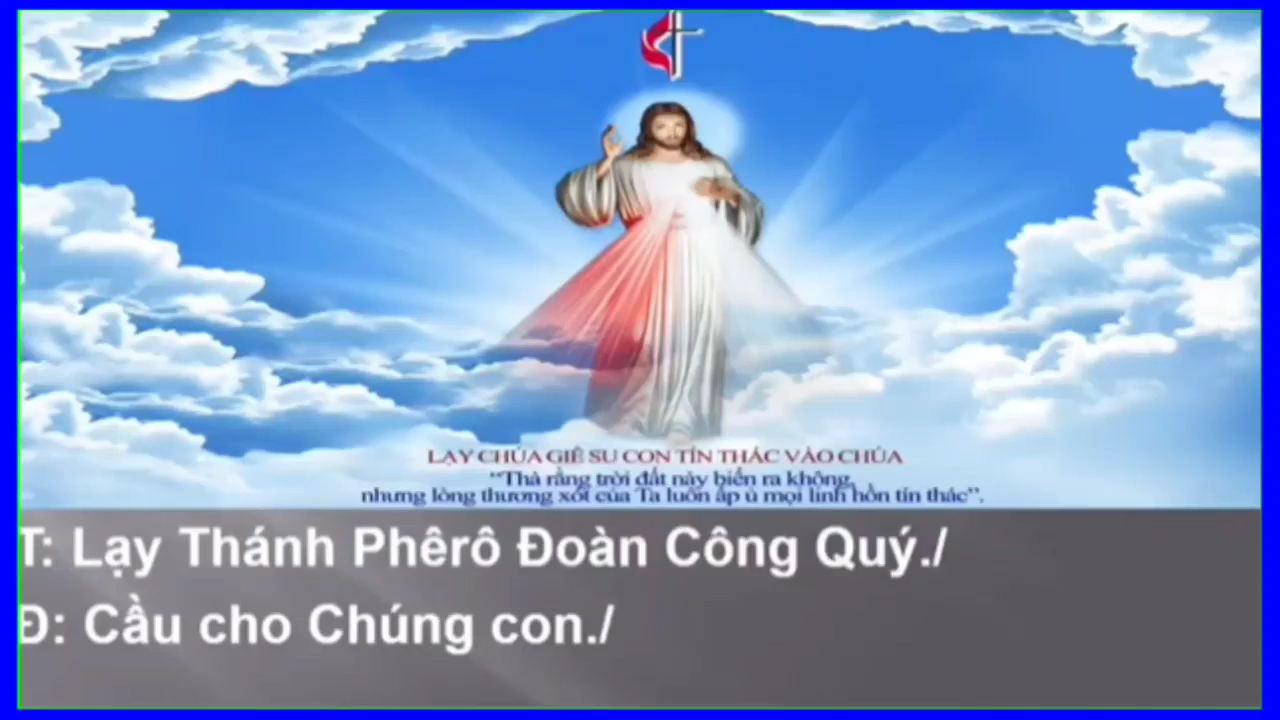 LẠY CHÚA GIÊ SU CON TÍN THÁC VÀO CHÚA
“Thà rằng trời đất này biến ra không,
nhưng lòng thương xót của Ta luôn ấp ủ mọi linh hồn tín thác”.
T: Lạy Thánh Phêrô Đoàn Công Quý./
Đ: Cầu cho Chúng con./